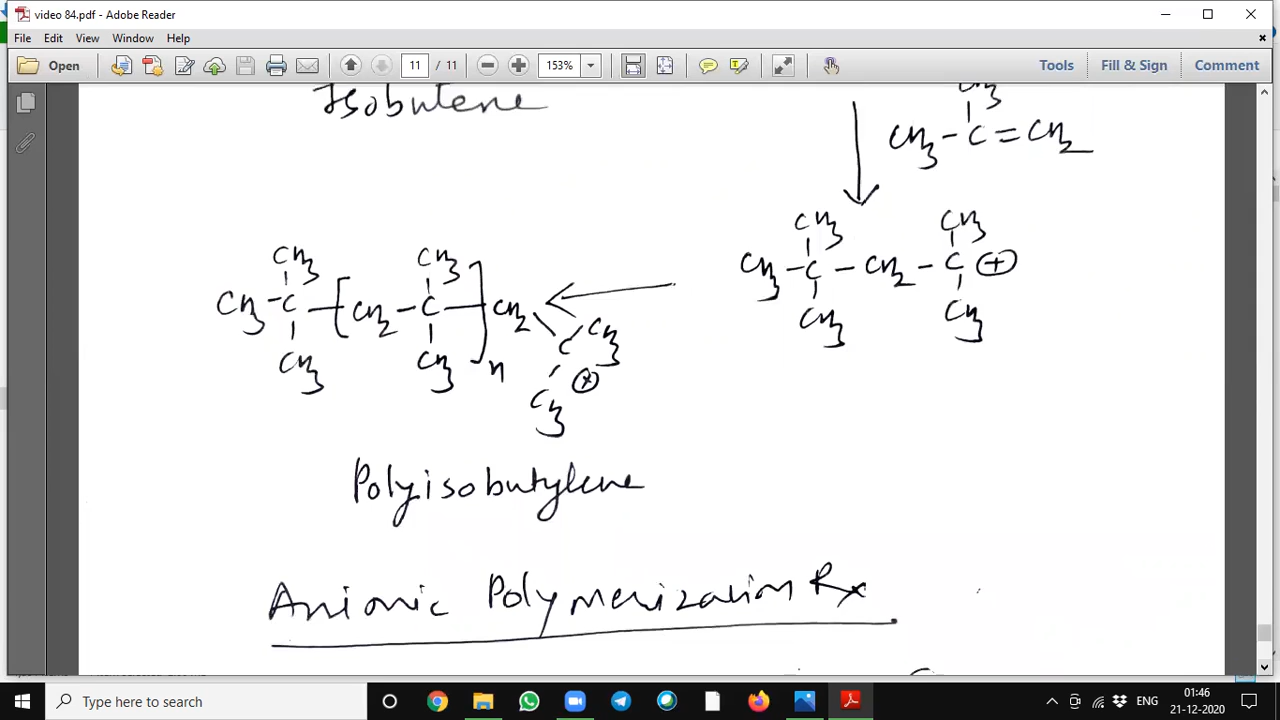 video 84.pdf - Adobe Reader
File Edit View Window Help
Open 11 / 11 153% Tools Fill & Sign Comment
Isobutene
CH3
CH3 - C = CH2
CH3 CH3
CH3 - C - CH2 - C ⊕
CH3 CH3
CH3 CH3
CH3 - C - [ CH2 - C - ]n CH2
CH3 CH3
C CH3
⊕
CH3
Polyisobutylene
Anionic Polymerization Rx
Type here to search
ENG
01:46
21-12-2020